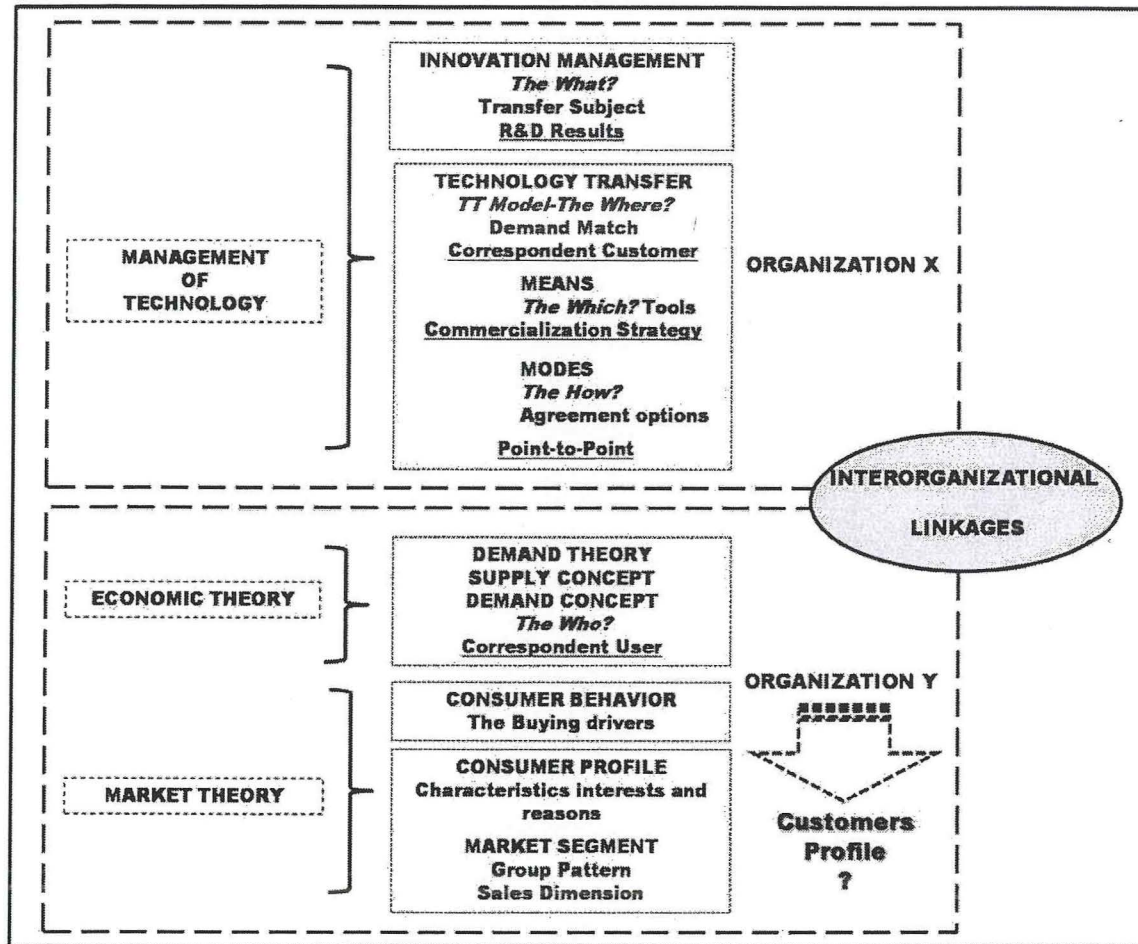 INNOVATION MANAGEMENT
The What?
Transfer Subject
R&D Results
TECHNOLOGY TRANSFER
TT Model-The Where?
Demand Match
Correspondent Customer
MEANS
The Which? Tools
Commercialization Strategy
MODES
The How?
Agreement options
Point-to-Point
MANAGEMENT
OF
TECHNOLOGY
ORGANIZATION X
INTERORGANIZATIONAL
LINKAGES
ECONOMIC THEORY
DEMAND THEORY
SUPPLY CONCEPT
DEMAND CONCEPT
The Who?
Correspondent User
MARKET THEORY
CONSUMER BEHAVIOR
The Buying drivers
CONSUMER PROFILE
Characteristics interests and
reasons
MARKET SEGMENT
Group Pattern
Sales Dimension
ORGANIZATION Y
Customers
Profile
?